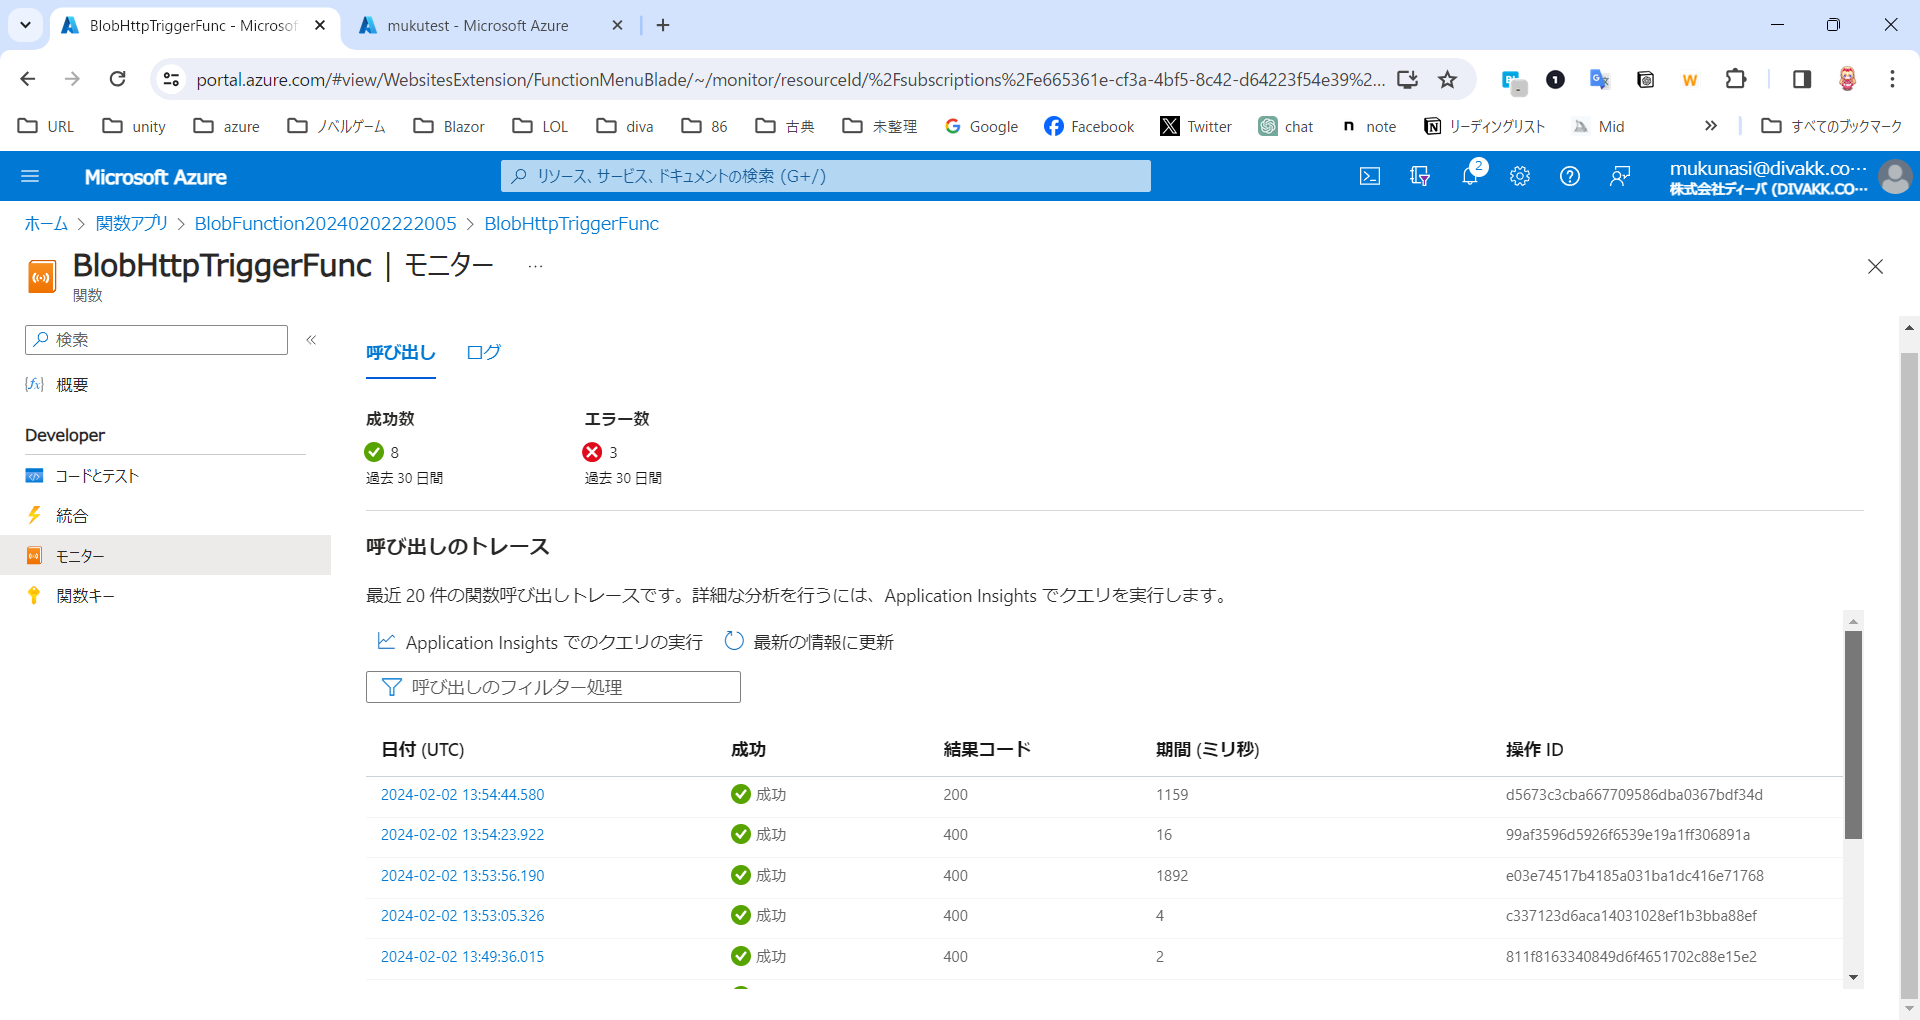 BlobHttpTriggerFunc - Microsof
mukutest - Microsoft Azure
portal.azure.com/#view/WebsitesExtension/FunctionMenuBlade/~/monitor/resourceId/%2Fsubscriptions%2Fe665361e-cf3a-4bf5-8c42-d64223f54e39%2...
URL unity azure ノベルゲーム Blazor LOL diva 86 古典 未整理 Google Facebook Twitter chat note リーディングリスト Mid すべてのブックマーク
Microsoft Azure
リソース、サービス、ドキュメントの検索 (G+/)
2
mukunasi@divakk.co...
株式会社ディーバ (DIVAKK.CO...
ホーム > 関数アプリ > BlobFunction20240202222005 > BlobHttpTriggerFunc
BlobHttpTriggerFunc | モニター ...
関数
検索
概要
Developer
コードとテスト
統合
モニター
関数キー
呼び出し ログ
成功数 エラー数
8 3
過去 30 日間 過去 30 日間
呼び出しのトレース
最近 20 件の関数呼び出しトレースです。詳細な分析を行うには、Application Insights でクエリを実行します。
Application Insights でのクエリの実行 最新の情報に更新
呼び出しのフィルター処理
日付 (UTC) 成功 結果コード 期間 (ミリ秒) 操作 ID
2024-02-02 13:54:44.580 成功 200 1159 d5673c3cba667709586dba0367bdf34d
2024-02-02 13:54:23.922 成功 400 16 99af3596d5926f6539e19a1ff306891a
2024-02-02 13:53:56.190 成功 400 1892 e03e74517b4185a031ba1dc416e71768
2024-02-02 13:53:05.326 成功 400 4 c337123d6aca14031028ef1b3bba88ef
2024-02-02 13:49:36.015 成功 400 2 811f8163340849d6f4651702c88e15e2